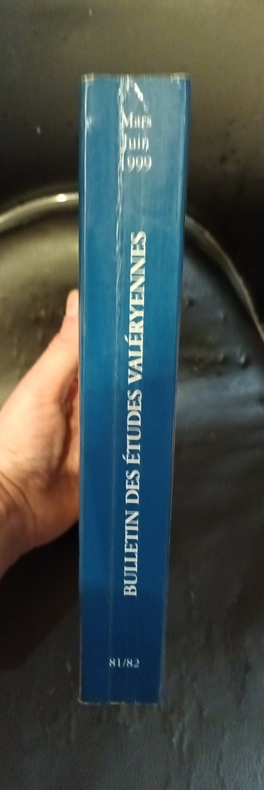 Mars
Juin
1999
BULLETIN DES ÉTUDES VALÉRYENNES
81/82